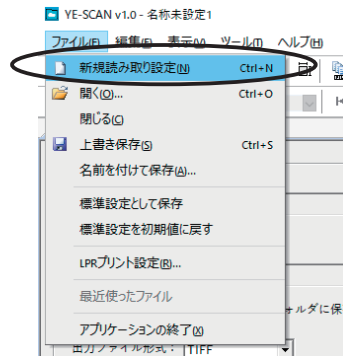 YE-SCAN v1.0 - 名称未設定1
ファイル(F) 編集(E) 表示(V) ツール(T) ヘルプ(H)
新規読み取り設定(N) Ctrl+N
開く(O)... Ctrl+O
閉じる(C)
上書き保存(S) Ctrl+S
名前を付けて保存(A)...
標準設定として保存
標準設定を初期値に戻す
LPRプリント設定(R)...
最近使ったファイル
ォルダに保
アプリケーションの終了(X)
出力ファイル形式： TIFF